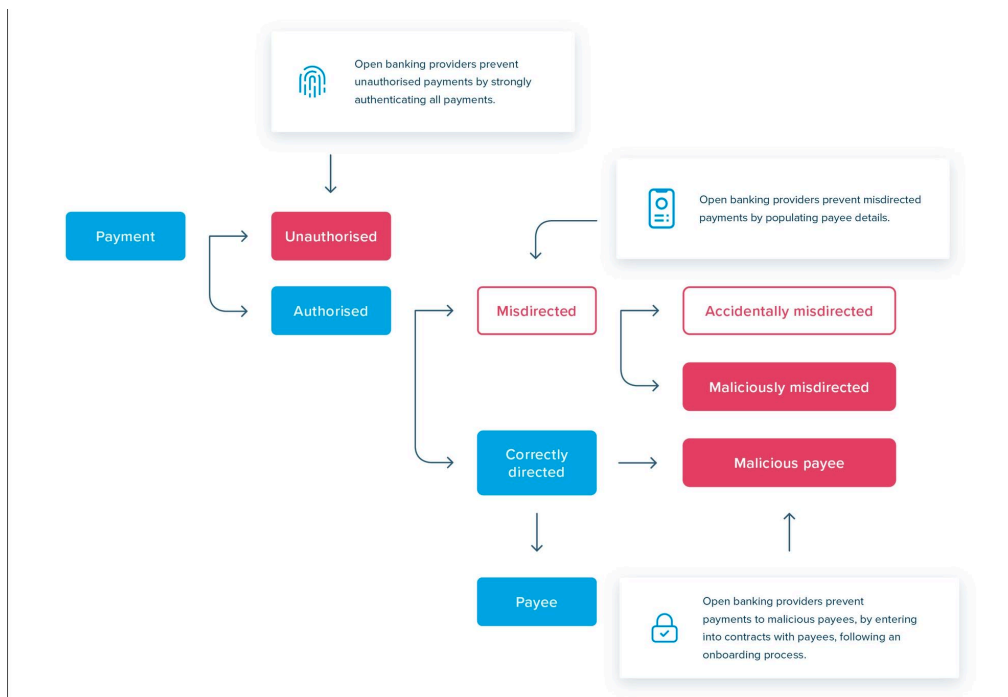 Open banking providers prevent
unauthorised payments by strongly
authenticating all payments.
Open banking providers prevent misdirected
payments by populating payee details.
Payment
Unauthorised
Authorised
Misdirected
Accidentally misdirected
Maliciously misdirected
Correctly
directed
Malicious payee
Payee
Open banking providers prevent
payments to malicious payees, by entering
into contracts with payees, following an
onboarding process.